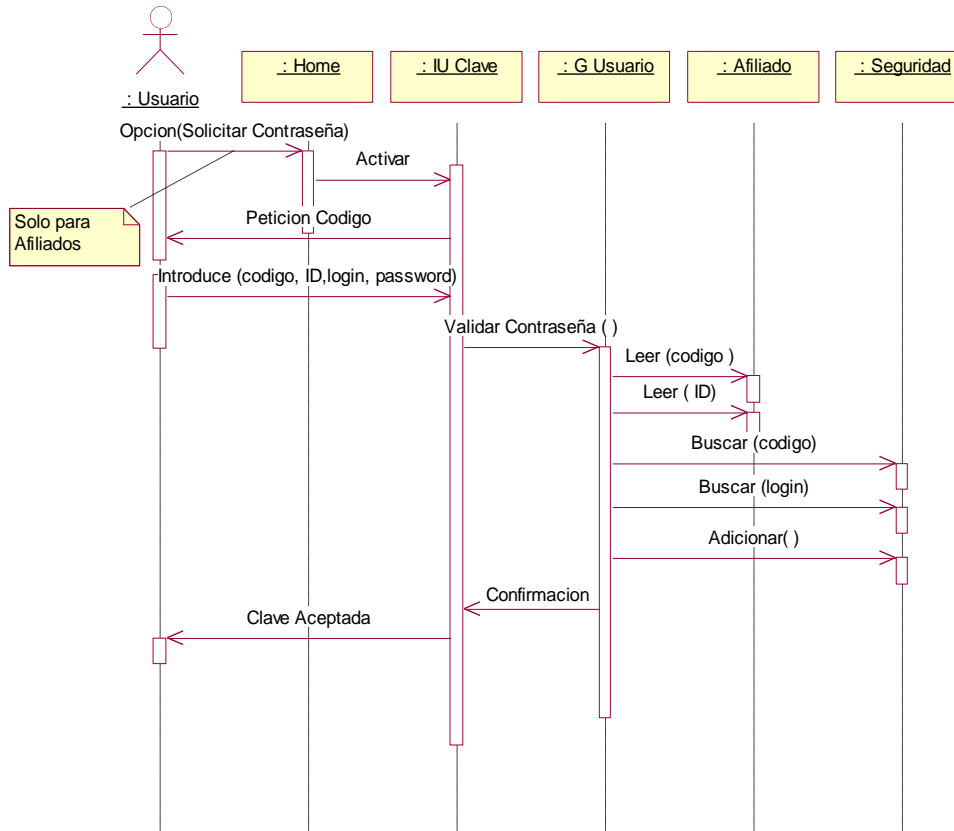 : Home
: IU Clave
: G Usuario
: Afiliado
: Seguridad
: Usuario
Opcion(Solicitar Contraseña)
Activar
Solo para
Afiliados
Peticion Codigo
Introduce (codigo, ID,login, password)
Validar Contraseña ( )
Leer (codigo )
Leer ( ID)
Buscar (codigo)
Buscar (login)
Adicionar( )
Confirmacion
Clave Aceptada